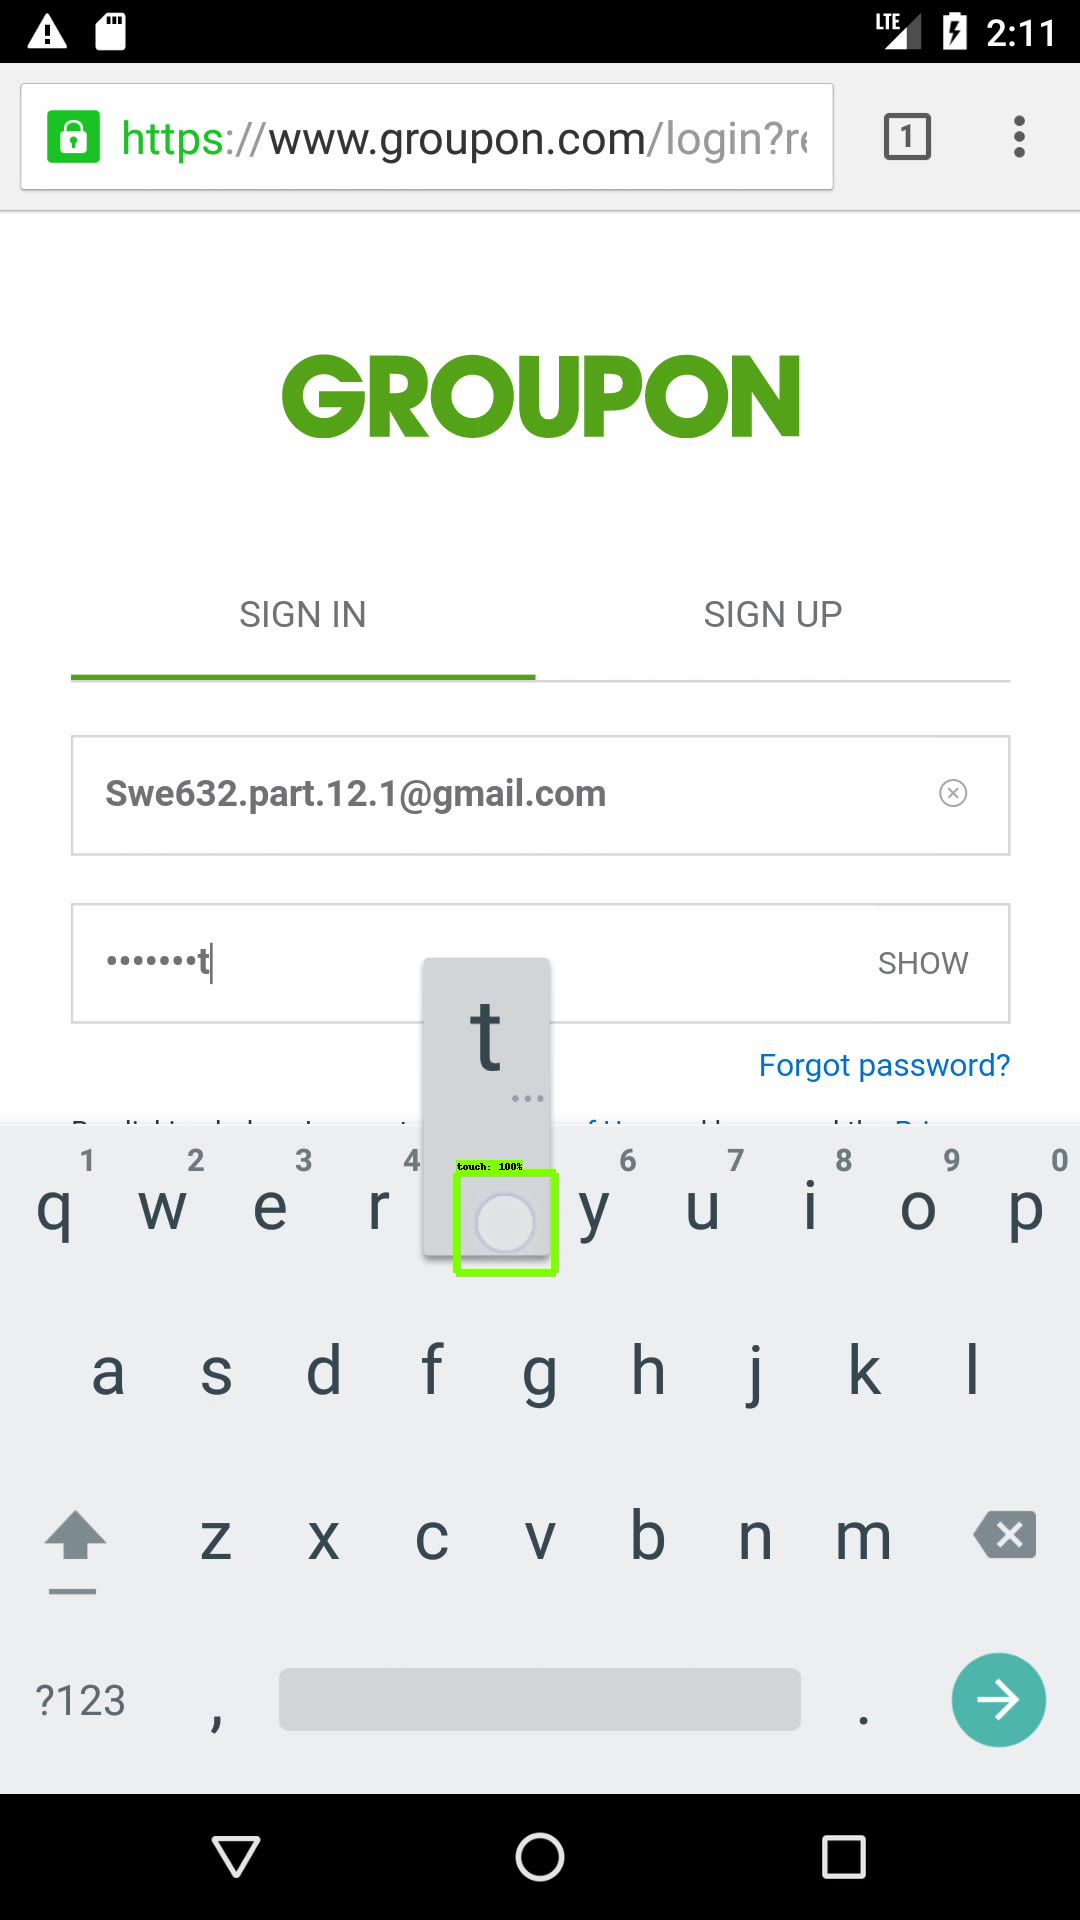 LTE 2:11
https://www.groupon.com/login?re
1
GROUPON
SIGN IN SIGN UP
Swe632.part.12.1@gmail.com
•••••••t SHOW
t
Forgot password?
touch: 100%
1 2 3 4 6 7 8 9 0
q w e r y u i o p
a s d f g h j k l
z x c v b n m
?123 , .